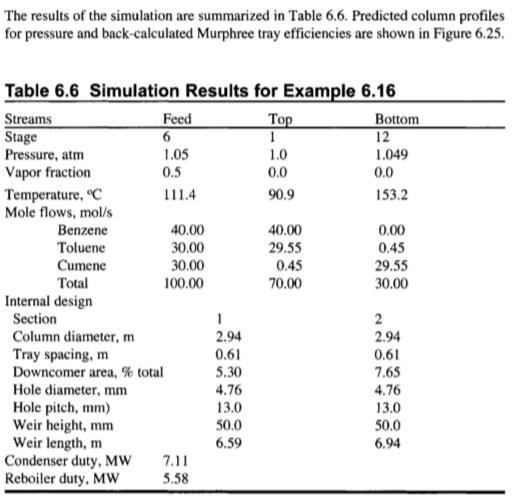 The results of the simulation are summarized in Table 6.6. Predicted column profiles
for pressure and back-calculated Murphree tray efficiencies are shown in Figure 6.25.
Table 6.6 Simulation Results for Example 6.16
Streams Feed Top Bottom
Stage 6 1 12
Pressure, atm 1.05 1.0 1.049
Vapor fraction 0.5 0.0 0.0
Temperature, ºC 111.4 90.9 153.2
Mole flows, mol/s
Benzene 40.00 40.00 0.00
Toluene 30.00 29.55 0.45
Cumene 30.00 0.45 29.55
Total 100.00 70.00 30.00
Internal design
Section 1 2
Column diameter, m 2.94 2.94
Tray spacing, m 0.61 0.61
Downcomer area, % total 5.30 7.65
Hole diameter, mm 4.76 4.76
Hole pitch, mm) 13.0 13.0
Weir height, mm 50.0 50.0
Weir length, m 6.59 6.94
Condenser duty, MW 7.11
Reboiler duty, MW 5.58